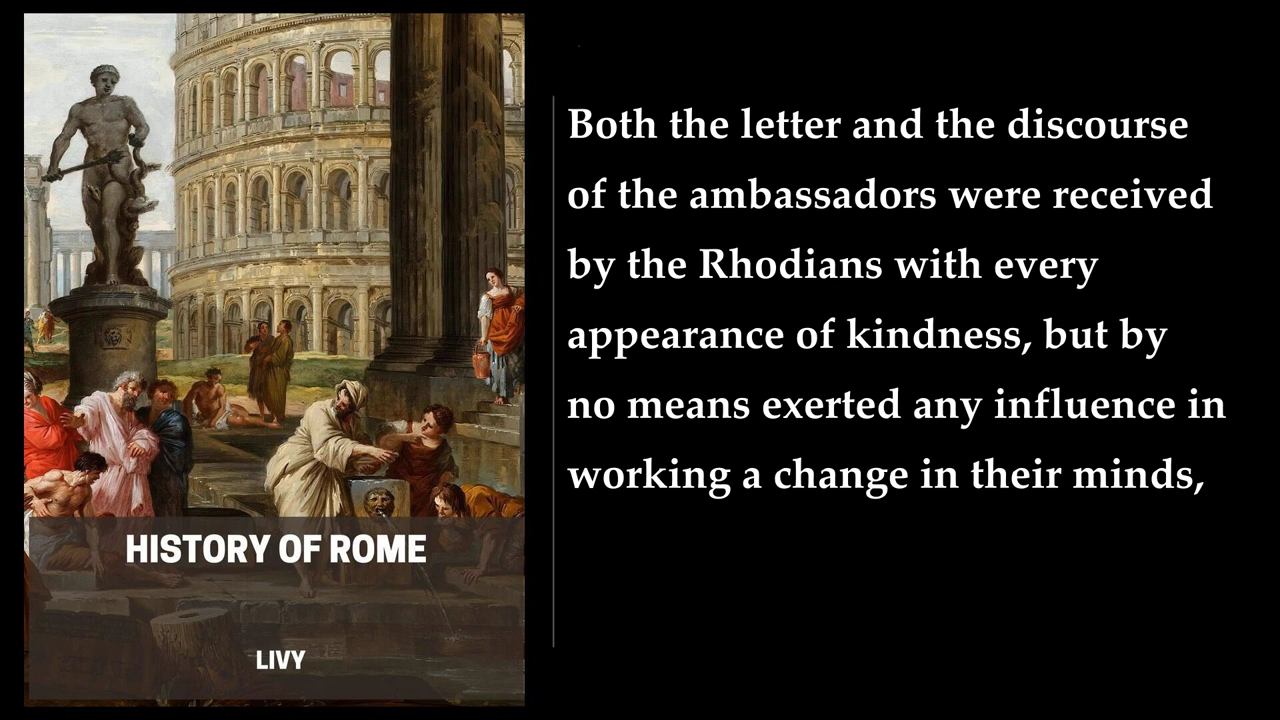 HISTORY OF ROME
LIVY
Both the letter and the discourse
of the ambassadors were received
by the Rhodians with every
appearance of kindness, but by
no means exerted any influence in
working a change in their minds,